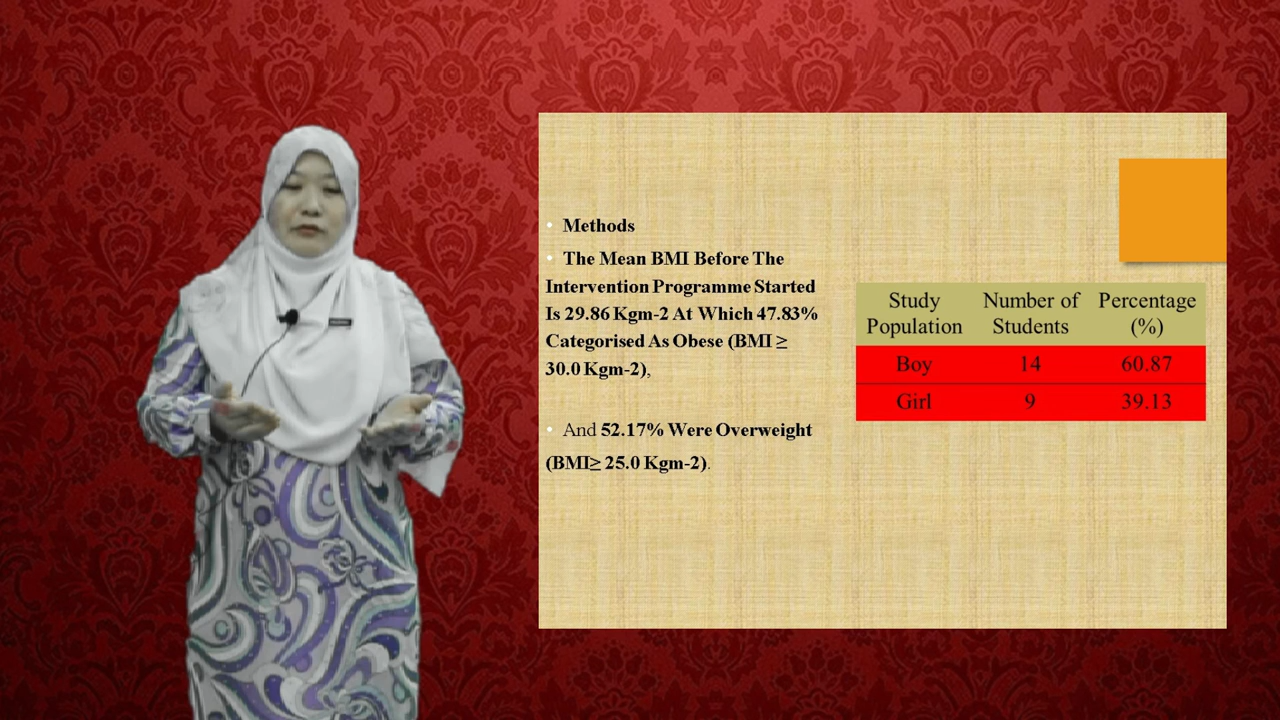 Methods
The Mean BMI Before The
Intervention Programme Started
Is 29.86 Kgm-2 At Which 47.83%
Categorised As Obese (BMI ≥
30.0 Kgm-2),
And 52.17% Were Overweight
(BMI≥ 25.0 Kgm-2).
Study Population Number of Students Percentage (%)
Boy 14 60.87
Girl 9 39.13